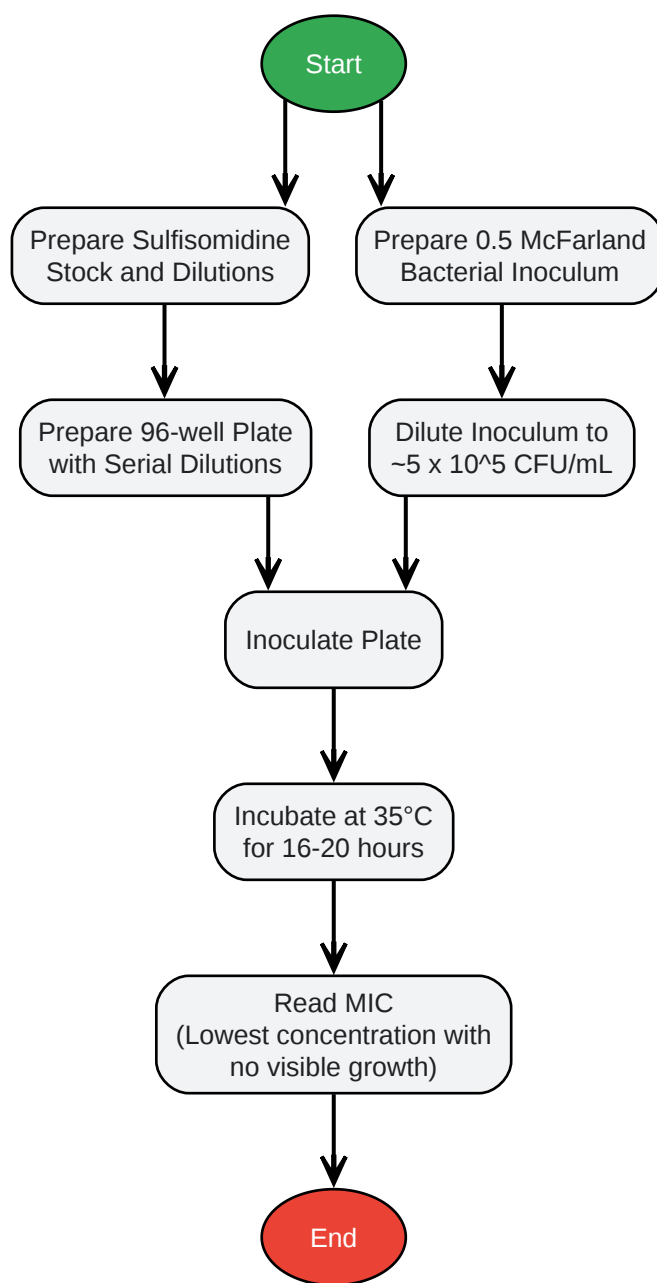 Start
Prepare Sulfisomidine
Stock and Dilutions
Prepare 0.5 McFarland
Bacterial Inoculum
Prepare 96-well Plate
with Serial Dilutions
Dilute Inoculum to
~5 x 10^5 CFU/mL
Inoculate Plate
Incubate at 35°C
for 16-20 hours
Read MIC
(Lowest concentration with
no visible growth)
End